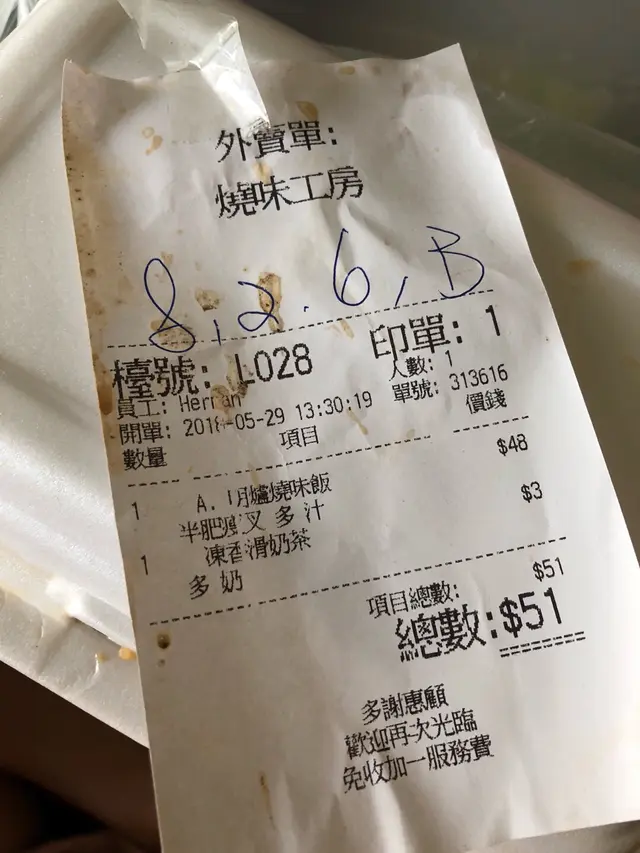 外賣單:
燒味工房
8,2.6,B
檯號: L028 印單: 1
員工: Herman 人數: 1
開單: 2018-05-29 13:30:19 單號: 313616
數量 項目 價錢
1 A. 明爐燒味飯 $48
半肥瘦叉 多 汁
1 凍香滑奶茶 $3
多 奶
項目總數: $51
總數:$51
多謝惠顧
歡迎再次光臨
免收加一服務費